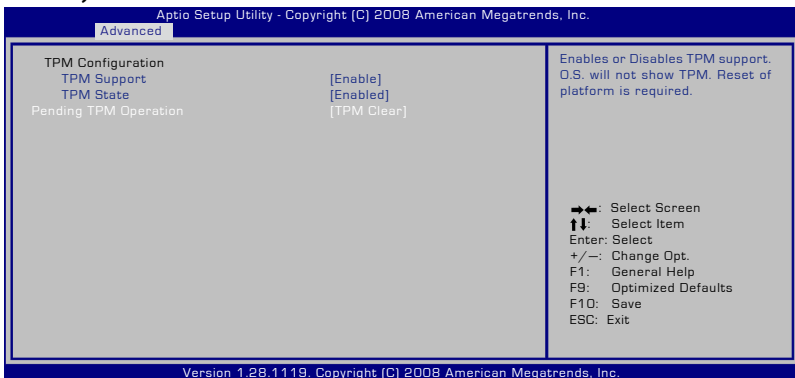 Aptio Setup Utility - Copyright (C) 2008 American Megatrends, Inc.
Advanced
TPM Configuration
TPM Support [Enable]
TPM State [Enabled]
Pending TPM Operation [TPM Clear]
Enables or Disables TPM support.
O.S. will not show TPM. Reset of
platform is required.
→←: Select Screen
↑↓: Select Item
Enter: Select
+/−: Change Opt.
F1: General Help
F9: Optimized Defaults
F10: Save
ESC: Exit
Version 1.28.1119. Copyright (C) 2008 American Megatrends, Inc.